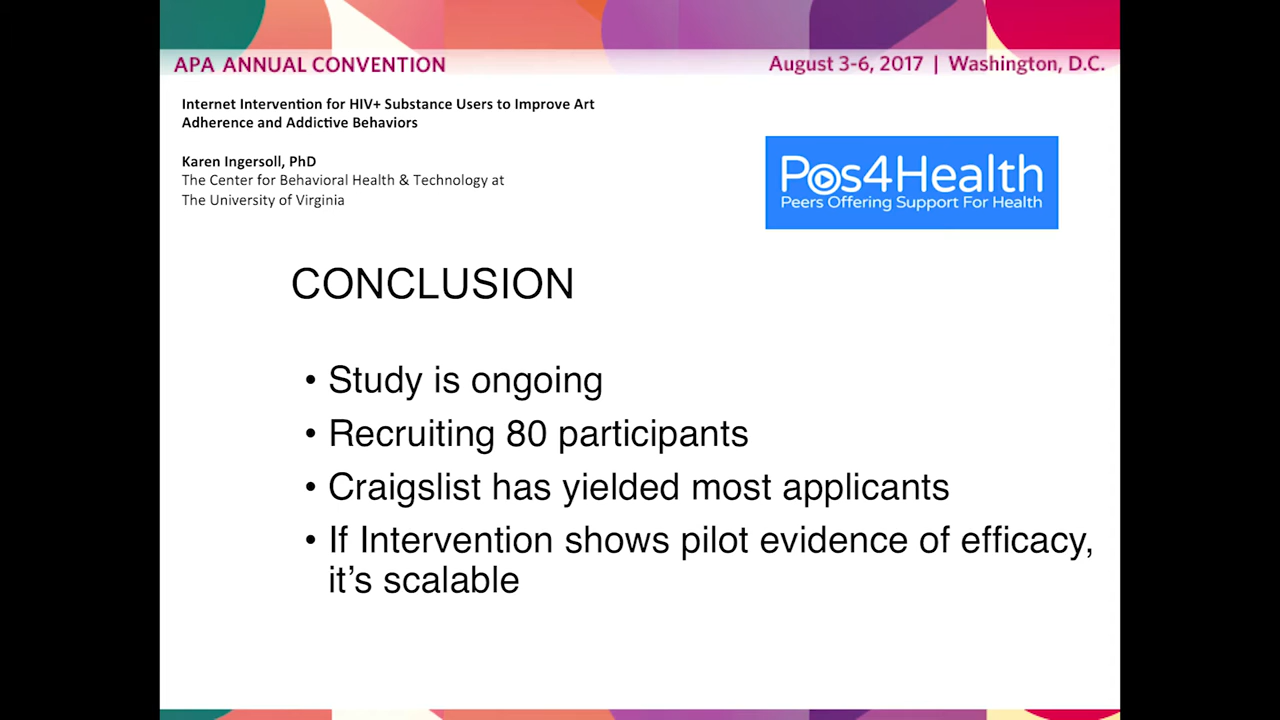 APA ANNUAL CONVENTION
August 3-6, 2017 | Washington, D.C.
Internet Intervention for HIV+ Substance Users to Improve Art
Adherence and Addictive Behaviors
Karen Ingersoll, PhD
The Center for Behavioral Health & Technology at
The University of Virginia
Pos4Health
Peers Offering Support For Health
CONCLUSION
• Study is ongoing
• Recruiting 80 participants
• Craigslist has yielded most applicants
• If Intervention shows pilot evidence of efficacy,
it’s scalable